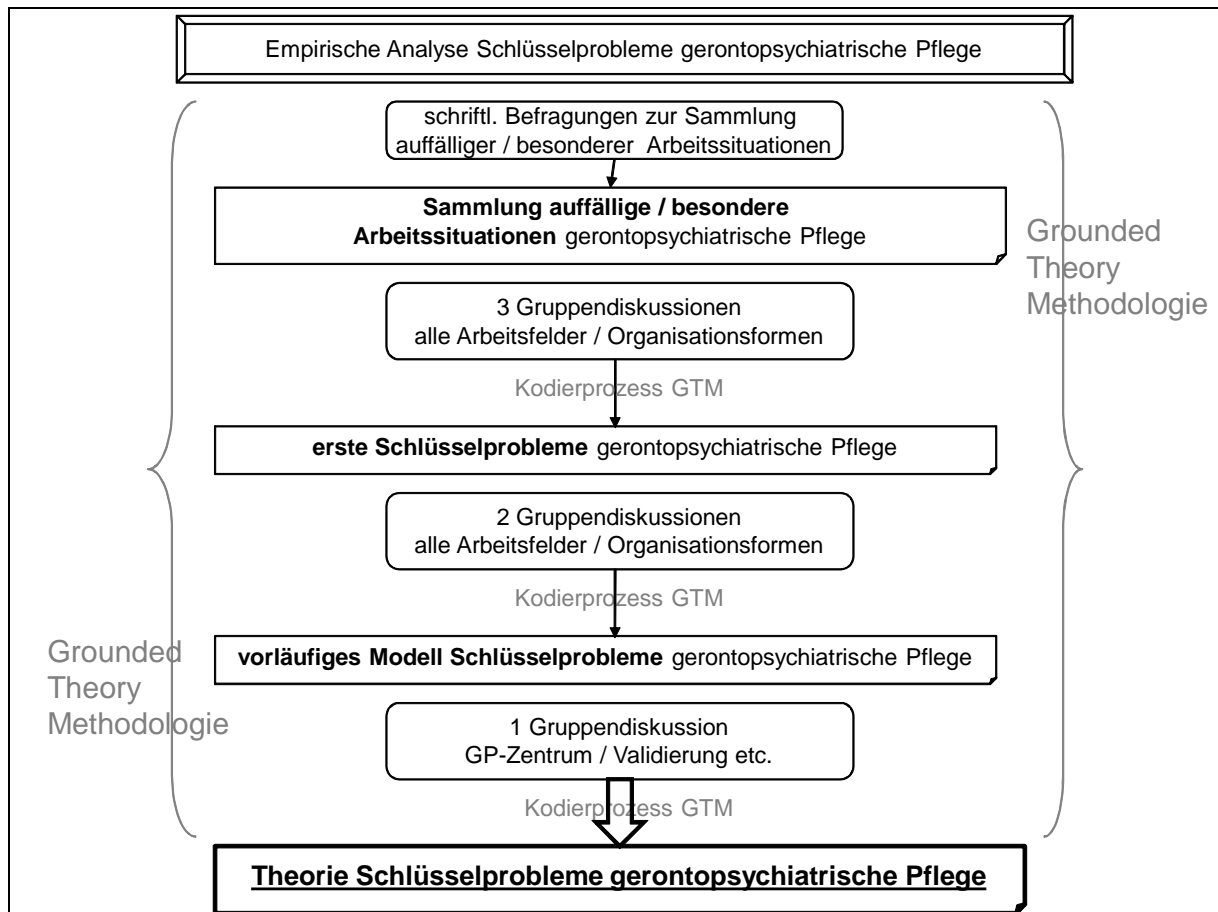 Empirische Analyse Schlüsselprobleme gerontopsychiatrische Pflege
schriftl. Befragungen zur Sammlung
auffälliger / besonderer Arbeitssituationen
Sammlung auffällige / besondere
Arbeitssituationen gerontopsychiatrische Pflege
Grounded
Theory
Methodologie
3 Gruppendiskussionen
alle Arbeitsfelder / Organisationsformen
Kodierprozess GTM
erste Schlüsselprobleme gerontopsychiatrische Pflege
2 Gruppendiskussionen
alle Arbeitsfelder / Organisationsformen
Kodierprozess GTM
Grounded
Theory
Methodologie
vorläufiges Modell Schlüsselprobleme gerontopsychiatrische Pflege
1 Gruppendiskussion
GP-Zentrum / Validierung etc.
Kodierprozess GTM
Theorie Schlüsselprobleme gerontopsychiatrische Pflege